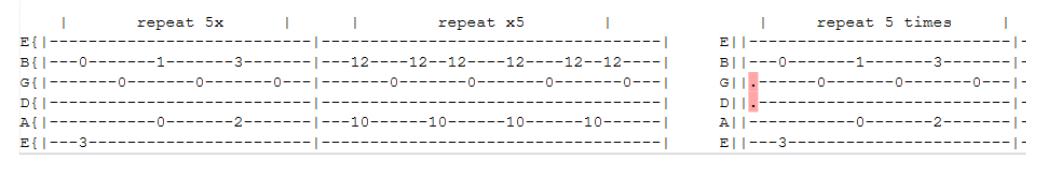 |       repeat 5x      |      |        repeat x5          |               |     repeat 5 times     |
E{|---------------------------|-----------------------------------|     E||---------------------------|-
B{|---0-------1-------3-------|---12----12--12----12----12--12----|     B||---0-------1-------3-------|-
G{|-------0-------0-------0---|-------0-------0-------0-------0---|     G||.------0-------0-------0---|-
D{|---------------------------|-----------------------------------|     D||.--------------------------|-
A{|-----------0-------2-------|---10------10------10------10------|     A||-----------0-------2-------|-
E{|---3-----------------------|-----------------------------------|     E||---3-----------------------|-